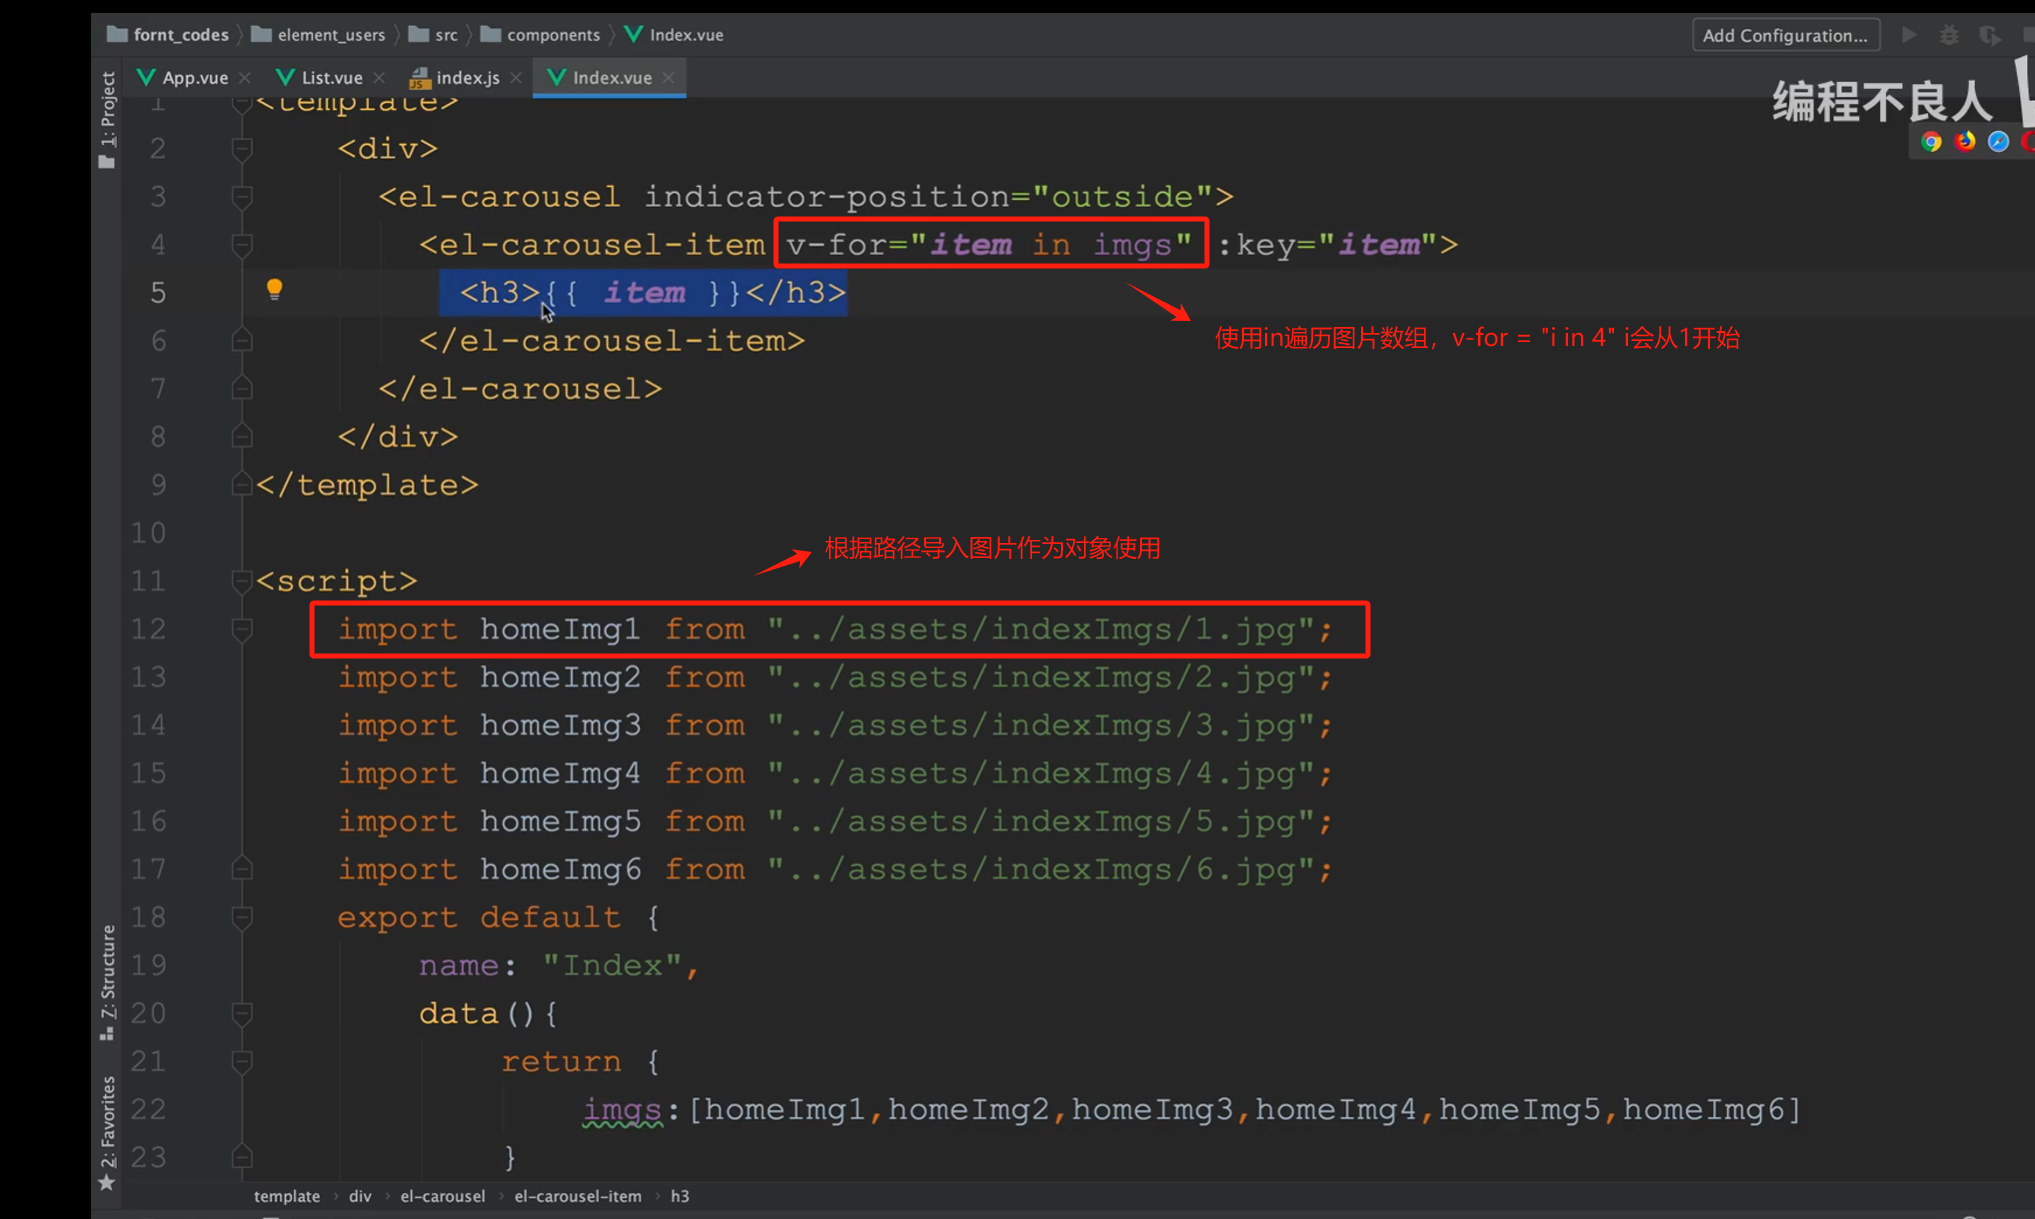 fornt_codes element_users src components Index.vue Add Configuration...
App.vue List.vue index.js Index.vue
编程不良人
1: Project
1 <template>
2 <div>
3 <el-carousel indicator-position="outside">
4 <el-carousel-item v-for="item in imgs" :key="item">
5 <h3>{{ item }}</h3>
使用in遍历图片数组，v-for = "i in 4" i会从1开始
6 </el-carousel-item>
7 </el-carousel>
8 </div>
9 </template>
10
根据路径导入图片作为对象使用
11 <script>
12 import homeImg1 from "../assets/indexImgs/1.jpg";
13 import homeImg2 from "../assets/indexImgs/2.jpg";
14 import homeImg3 from "../assets/indexImgs/3.jpg";
15 import homeImg4 from "../assets/indexImgs/4.jpg";
16 import homeImg5 from "../assets/indexImgs/5.jpg";
17 import homeImg6 from "../assets/indexImgs/6.jpg";
18 export default {
19 name: "Index",
20 data(){
21 return {
22 imgs:[homeImg1,homeImg2,homeImg3,homeImg4,homeImg5,homeImg6]
23 }
Z: Structure
2: Favorites
template › div › el-carousel › el-carousel-item › h3